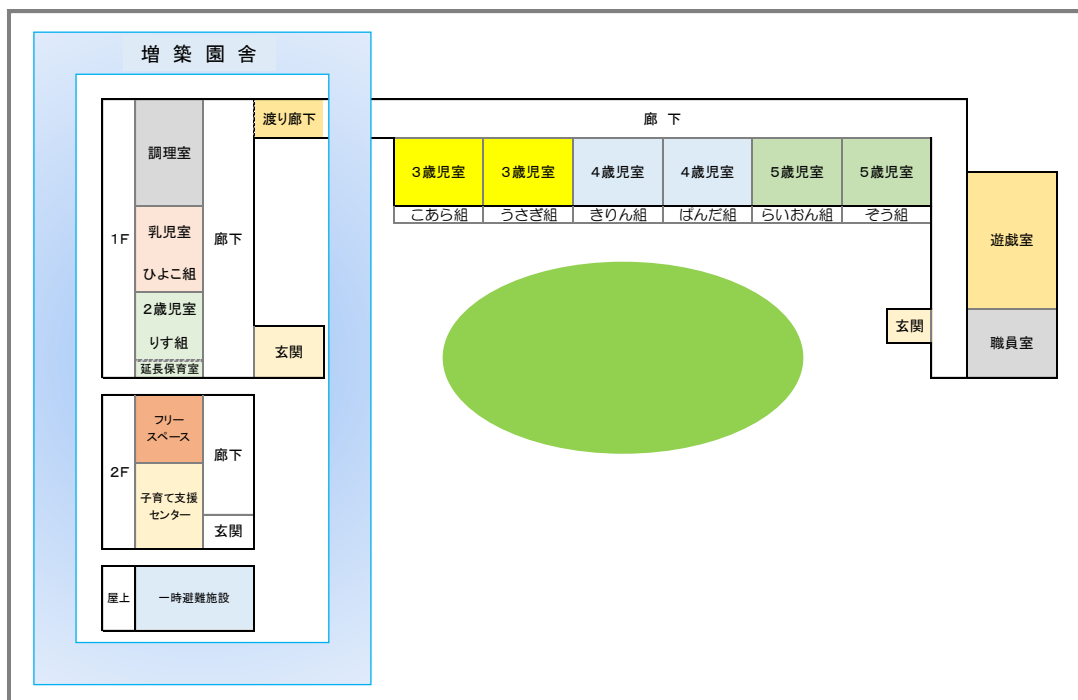 増築園舎
渡り廊下
廊下
調理室
1F
乳児室
ひよこ組
廊下
2歳児室
りす組
延長保育室
玄関
3歳児室
3歳児室
4歳児室
4歳児室
5歳児室
5歳児室
こあら組
うさぎ組
きりん組
ぱんだ組
らいおん組
ぞう組
遊戯室
玄関
職員室
2F
フリー
スペース
廊下
子育て支援
センター
玄関
屋上
一時避難施設